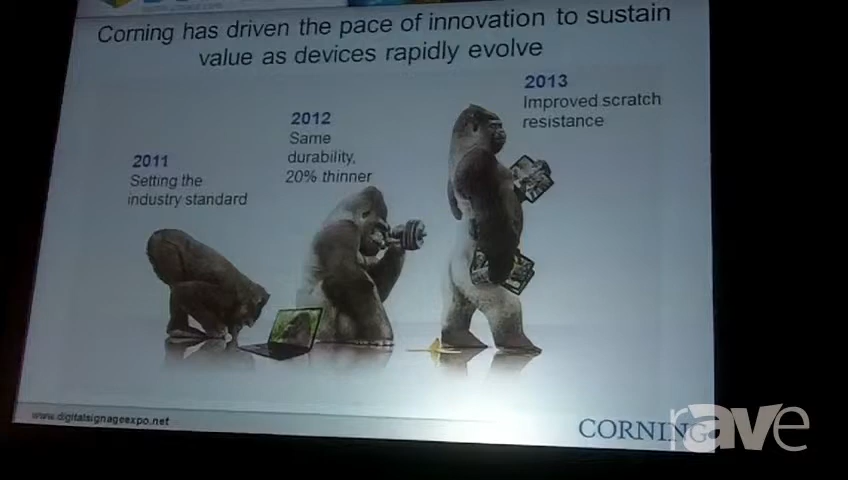 Corning has driven the pace of innovation to sustain
value as devices rapidly evolve
2013
Improved scratch
resistance
2012
Same
durability,
20% thinner
2011
Setting the
industry standard
www.digitalsignageexpo.net
CORNING
rave